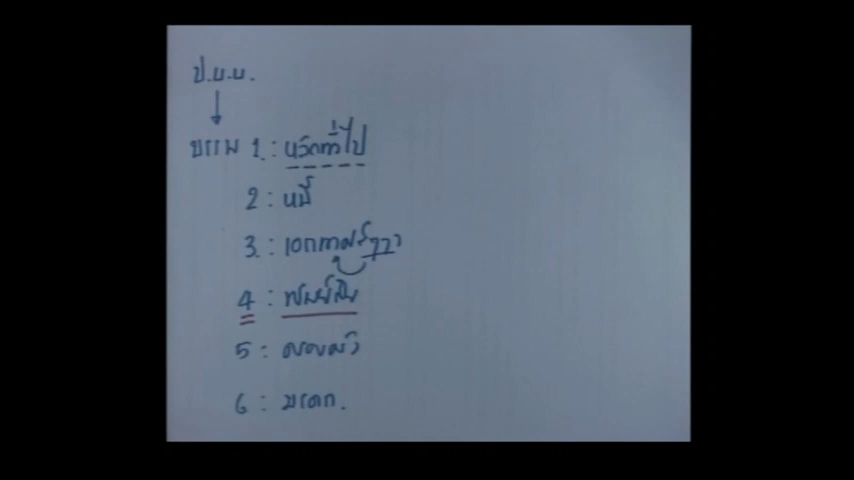 ป.พ.พ.
บรรพ 1. : หลักทั่วไป
2 : หนี้
3. : เอกเทศสัญญา
4 : ทรัพย์สิน
5 : ครอบครัว
6 : มรดก.